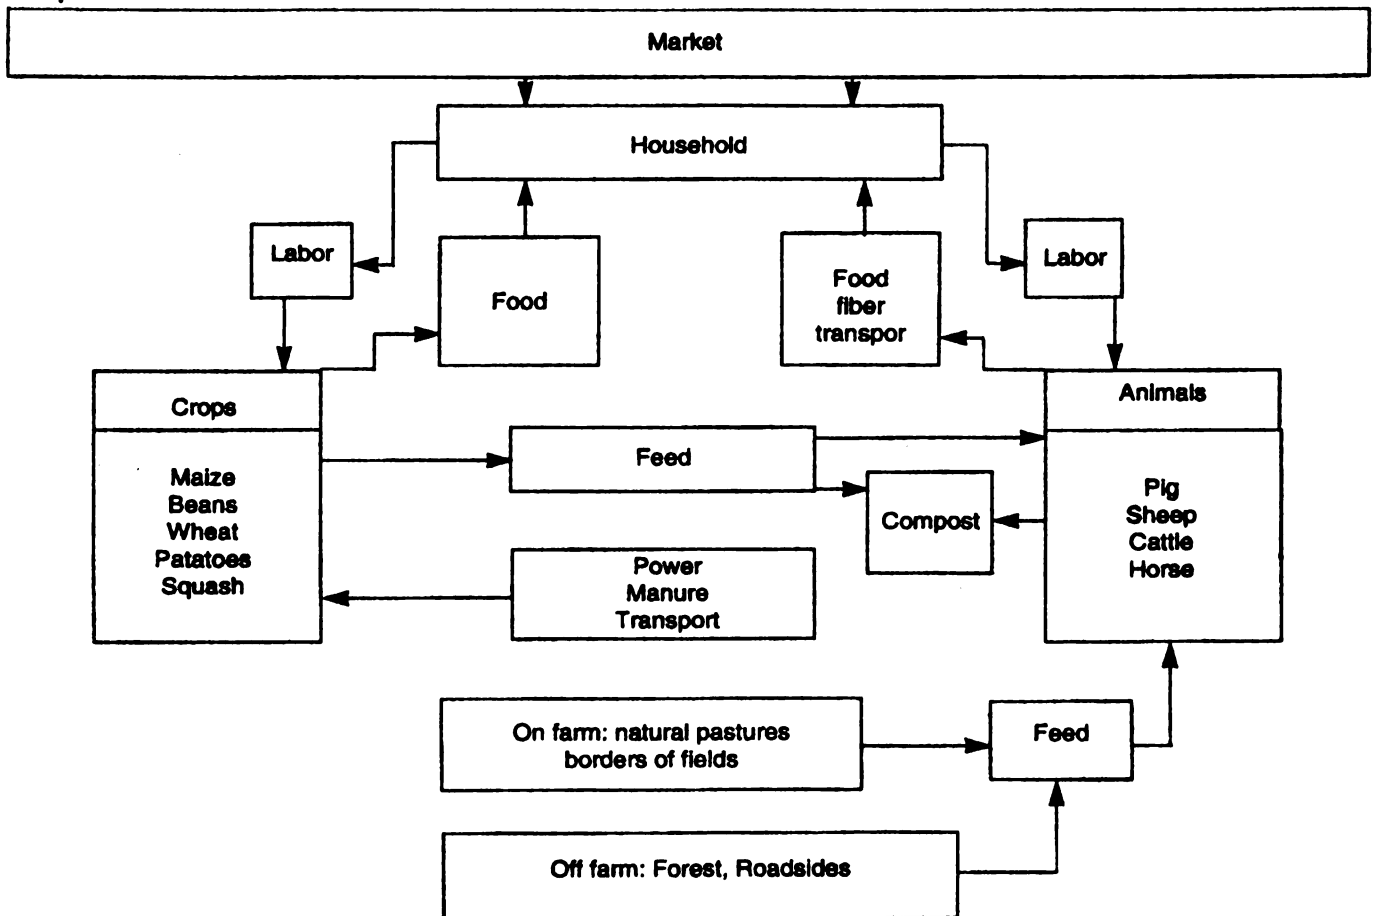 Market
Household
Labor
Food
Food
fiber
transpor
Labor
Crops
Maize
Beans
Wheat
Patatoes
Squash
Feed
Compost
Power
Manure
Transport
Animals
Pig
Sheep
Cattle
Horse
On farm: natural pastures
borders of fields
Feed
Off farm: Forest, Roadsides